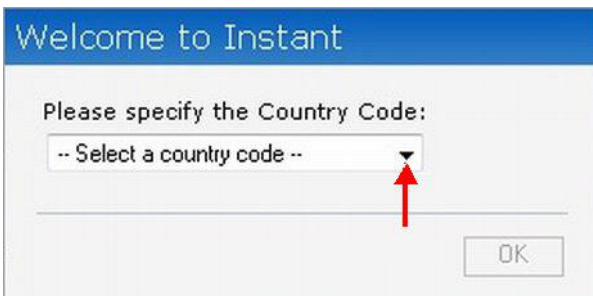 Welcome to Instant
Please specify the Country Code:
-- Select a country code --
OK